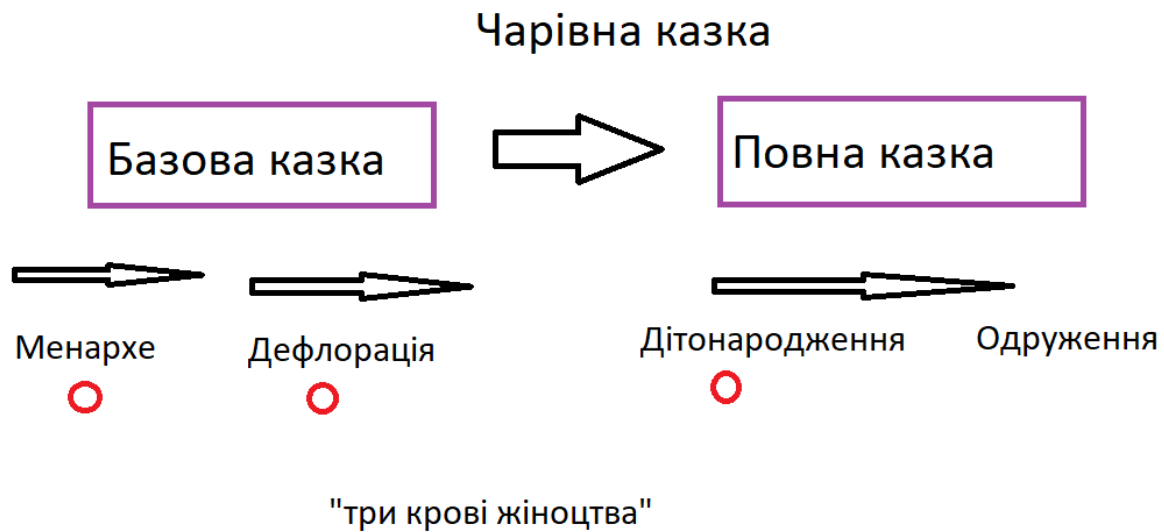 Чарівна казка
Базова казка
Повна казка
Менархе
Дефлорація
Дітонародження
Одруження
"три крові жіноцтва"